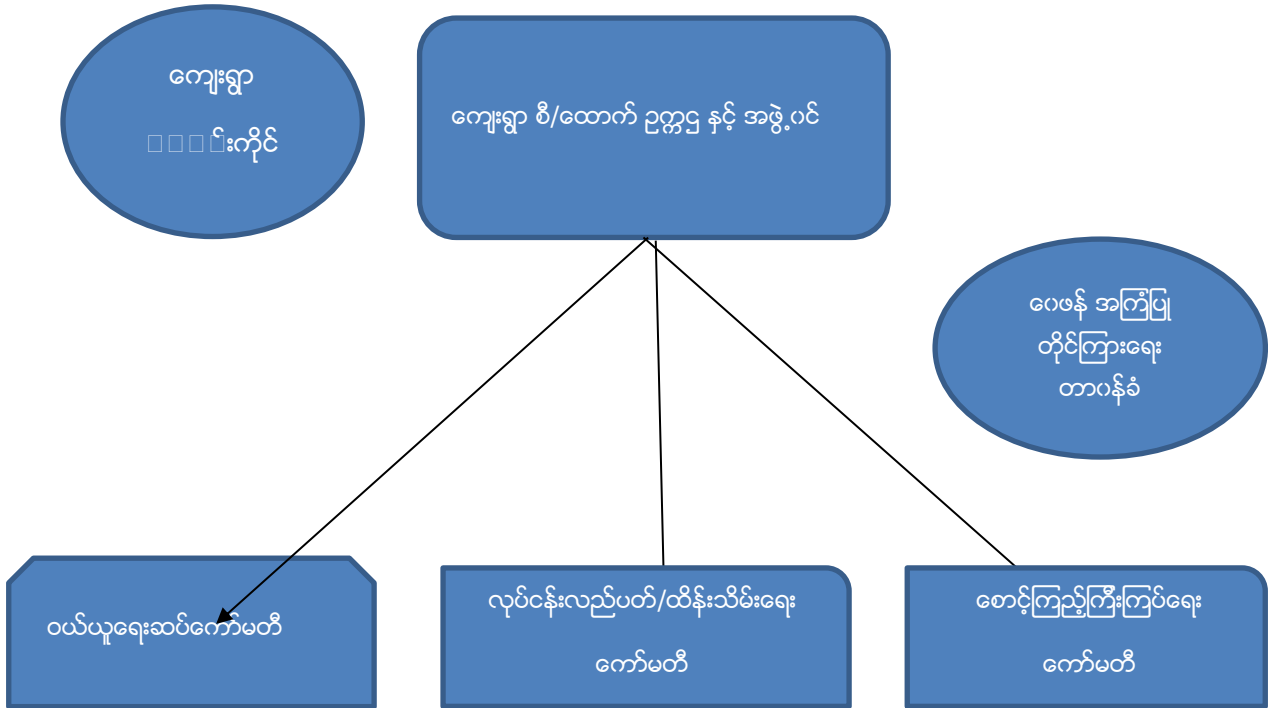 ကျေးရွာ
းကိုင်
ကျေးရွာ စီ/ထောက် ဥက္ကဌ နှင့် အဖွဲ့ဝင်
ဝေဖန် အကြံပြု
တိုင်ကြားရေး
တာဝန်ခံ
ဝယ်ယူရေးဆပ်ကော်မတီ
လုပ်ငန်းလည်ပတ်/ထိန်းသိမ်းရေး
ကော်မတီ
စောင့်ကြည့်ကြီးကြပ်ရေး
ကော်မတီ